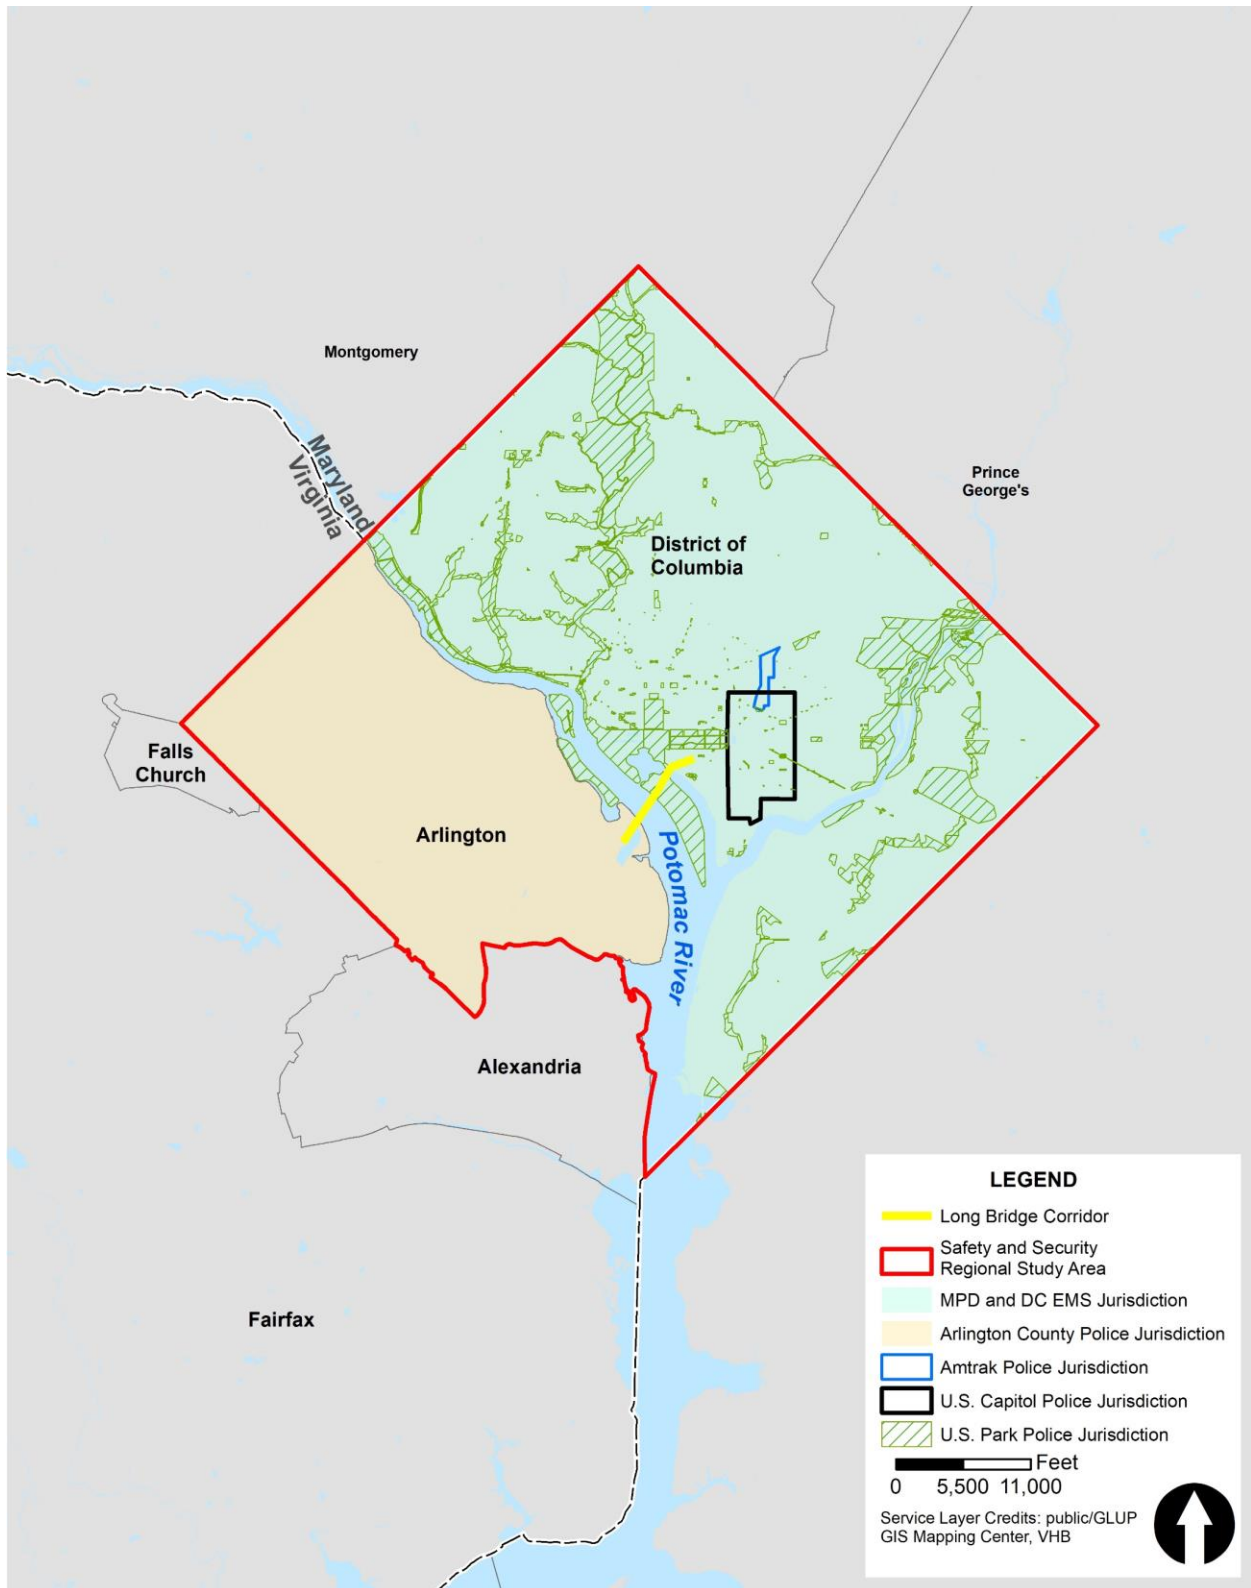 Montgomery
Maryland
Virginia
Prince
George's
District of
Columbia
Falls
Church
Arlington
Potomac River
Alexandria
Fairfax
LEGEND
Long Bridge Corridor
Safety and Security
Regional Study Area
MPD and DC EMS Jurisdiction
Arlington County Police Jurisdiction
Amtrak Police Jurisdiction
U.S. Capitol Police Jurisdiction
U.S. Park Police Jurisdiction
Feet
0 5,500 11,000
Service Layer Credits: public/GLUP
GIS Mapping Center, VHB